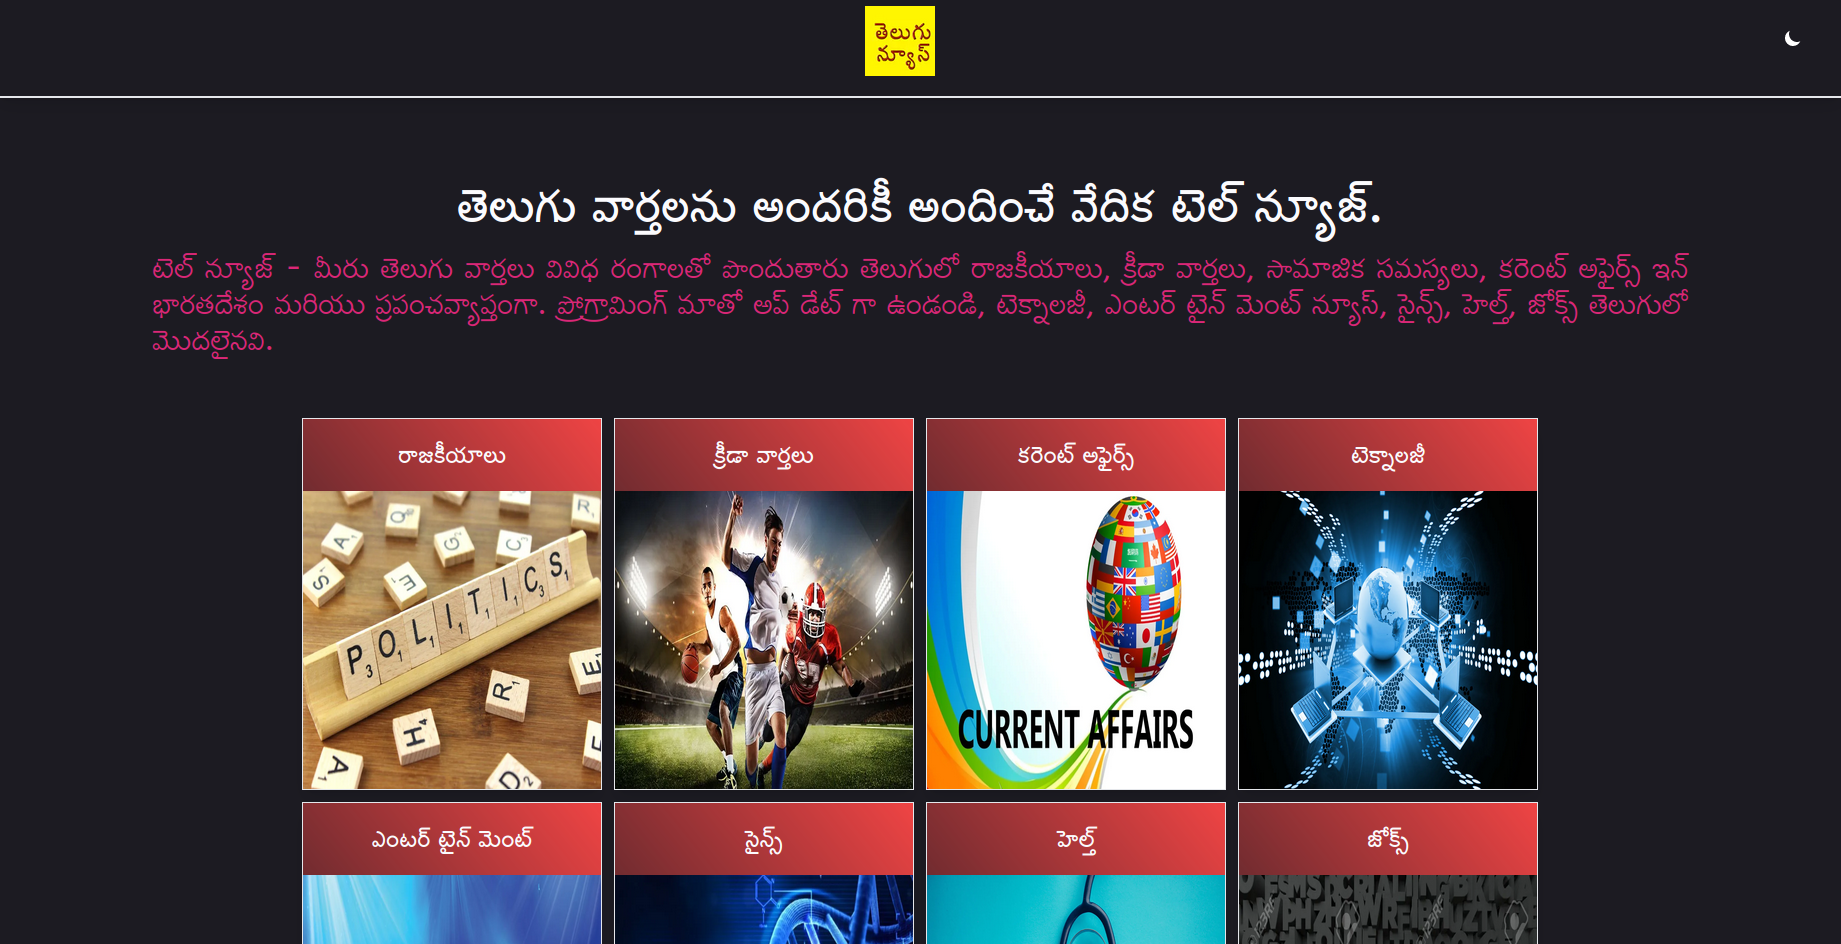 తెలుగు
న్యూస్
తెలుగు వార్తలను అందరికీ అందించే వేదిక టెల్ న్యూజ్.
టెల్ న్యూజ్ - మీరు తెలుగు వార్తలు వివిధ రంగాలతో పొందుతారు తెలుగులో రాజకీయాలు, క్రీడా వార్తలు, సామాజిక సమస్యలు, కరెంట్ అఫైర్స్ ఇన్
భారతదేశం మరియు ప్రపంచవ్యాప్తంగా. ప్రోగ్రామింగ్ మాతో అప్ డేట్ గా ఉండండి, టెక్నాలజీ, ఎంటర్ టైన్ మెంట్ న్యూస్, సైన్స్, హెల్త్, జోక్స్ తెలుగులో
మొదలైనవి.
రాజకీయాలు
క్రీడా వార్తలు
కరెంట్ అఫైర్స్
టెక్నాలజీ
POLITICS
CURRENT AFFAIRS
ఎంటర్ టైన్ మెంట్
సైన్స్
హెల్త్
జోక్స్